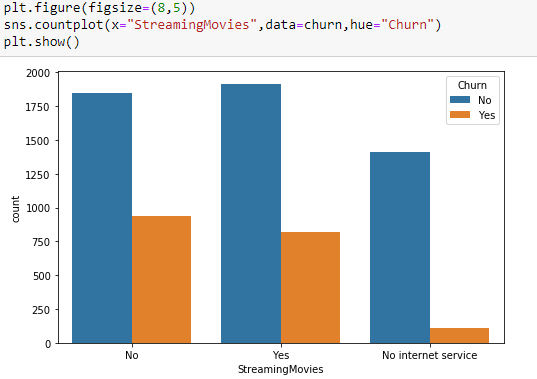 plt.figure(figsize=(8,5))
sns.countplot(x="StreamingMovies",data=churn,hue="Churn")
plt.show()
2000
1750
1500
1250
1000
750
500
250
0
count
Churn
No
Yes
No
Yes
No internet service
StreamingMovies